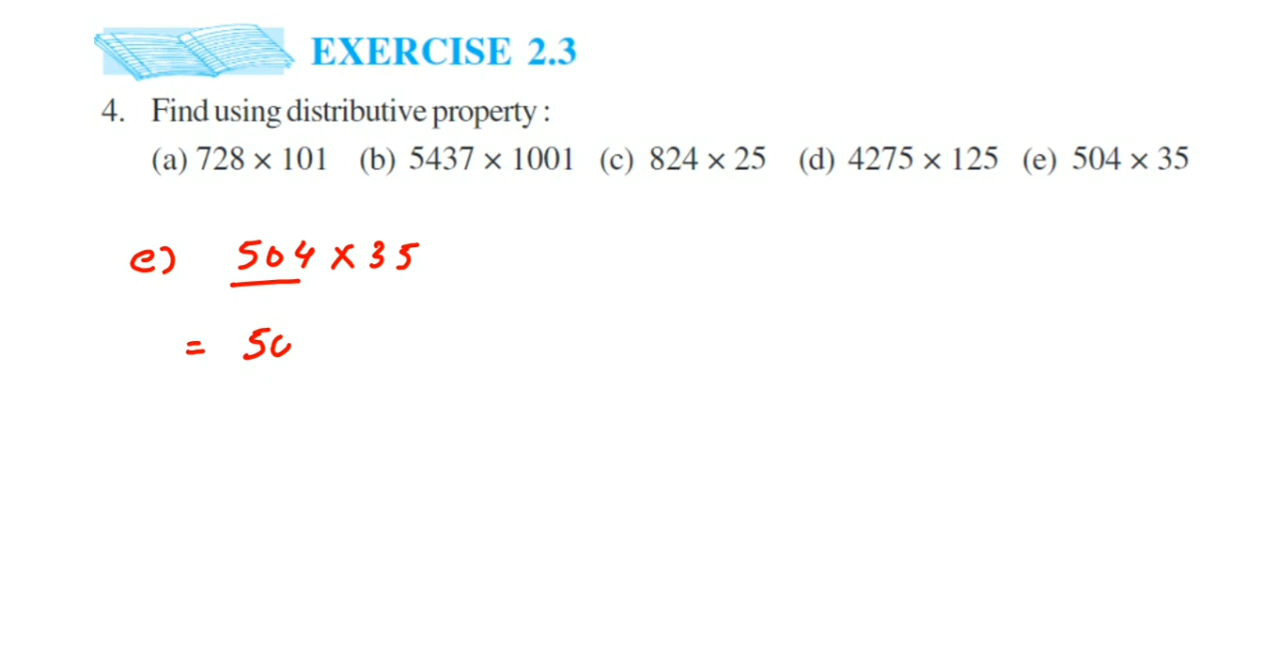 EXERCISE 2.3
4. Find using distributive property :
(a) 728 × 101 (b) 5437 × 1001 (c) 824 × 25 (d) 4275 × 125 (e) 504 × 35
e) 504 × 35
= 50